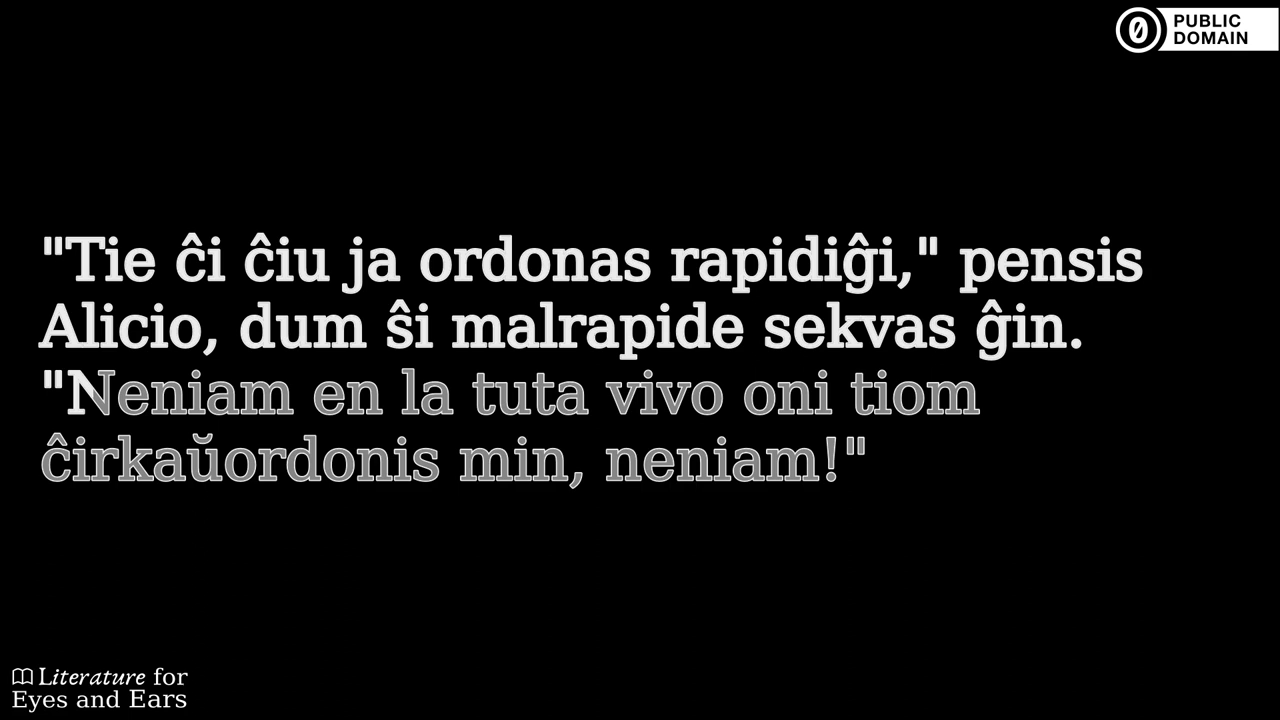 PUBLIC
DOMAIN
"Tie ĉi ĉiu ja ordonas rapidiĝi," pensis
Alicio, dum ŝi malrapide sekvas ĝin.
"Neniam en la tuta vivo oni tiom
ĉirkaŭordonis min, neniam!"
Literature for
Eyes and Ears